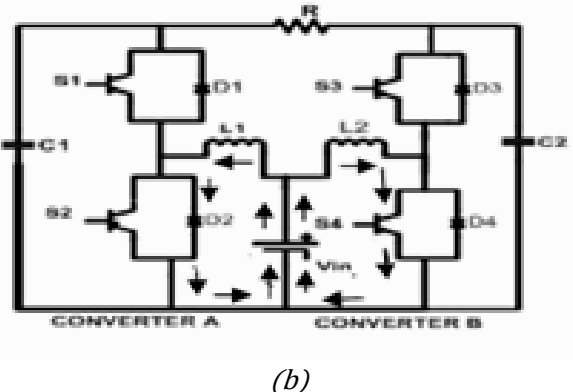 R
S1
D1
S3
D3
L1
L2
C1
C2
S2
D2
S4
D4
Vin
CONVERTER A
CONVERTER B
(b)